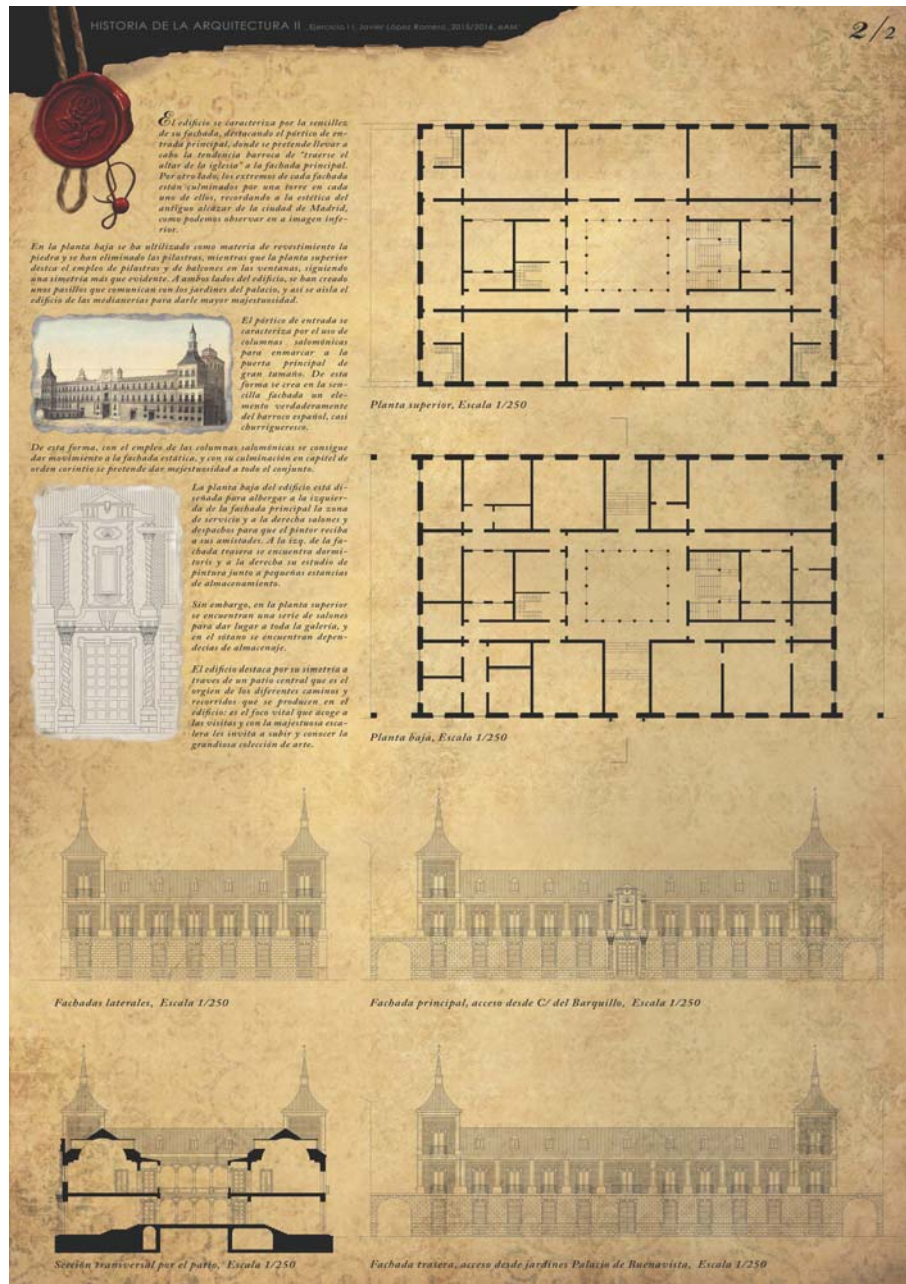 HISTORIA DE LA ARQUITECTURA II Ejercicio I I Javier López Romero_2015/2016_eAM'
2/2
El edificio se caracteriza por la sencillez
de su fachada, destacando el pórtico de en-
trada principal, donde se pretende llevar a
cabo la tendencia barroca de "traerse el
altar de la iglesia" a la fachada principal.
Por otro lado, los extremos de cada fachada
están culminados por una torre en cada
uno de ellos, recordando a la estética del
antiguo alcázar de la ciudad de Madrid,
como podemos observar en a imagen infe-
rior.
En la planta baja se ha ultilizado como materia de revestimiento la
piedra y se han eliminado las pilastras, mientras que la planta superior
destca el empleo de pilastras y de balcones en las ventanas, siguiendo
una simetría más que evidente. A ambos lados del edificio, se han creado
unos pasillos que comunican con los jardines del palacio, y así se aisla el
edificio de las medianerías para darle mayor majestuosidad.
El pórtico de entrada se
caracteriza por el uso de
columnas salomónicas
para enmarcar a la
puerta principal de
gran tamaño. De esta
forma se crea en la sen-
cilla fachada un ele-
mento verdaderamente
del barroco español, casi
churrigueresco.
De esta forma, con el empleo de las columnas salomónicas se consigue
dar movimiento a la fachada estática, y con su culminación en capitel de
orden corintio se pretende dar mejestuosidad a todo el conjunto.
La planta baja del edificio está di-
señada para albergar a la izquier-
da de la fachada principal la zona
de servicio y a la derecha salones y
despachos para que el pintor reciba
a sus amistades. A la izq. de la fa-
chada trasera se encuentra dormi-
toris y a la derecha su estudio de
pintura junto a pequeñas estancias
de almacenamiento.
Sin embargo, en la planta superior
se encuentran una serie de salones
para dar lugar a toda la galería, y
en el sótano se encuentran depen-
decias de almacenaje.
El edificio destaca por su simetría a
traves de un patio central que es el
orgien de los diferentes caminos y
recorridos que se producen en el
edificio: es el foco vital que acoge a
las visitas y con la majestuosa esca-
lera les invita a subir y conocer la
grandiosa colección de arte.
Planta superior, Escala 1/250
Planta baja, Escala 1/250
Fachadas laterales, Escala 1/250
Fachada principal, acceso desde C/ del Barquillo, Escala 1/250
Sección transversal por el patio, Escala 1/250
Fachada trasera, acceso desde jardines Palacio de Buenavista, Escala 1/250